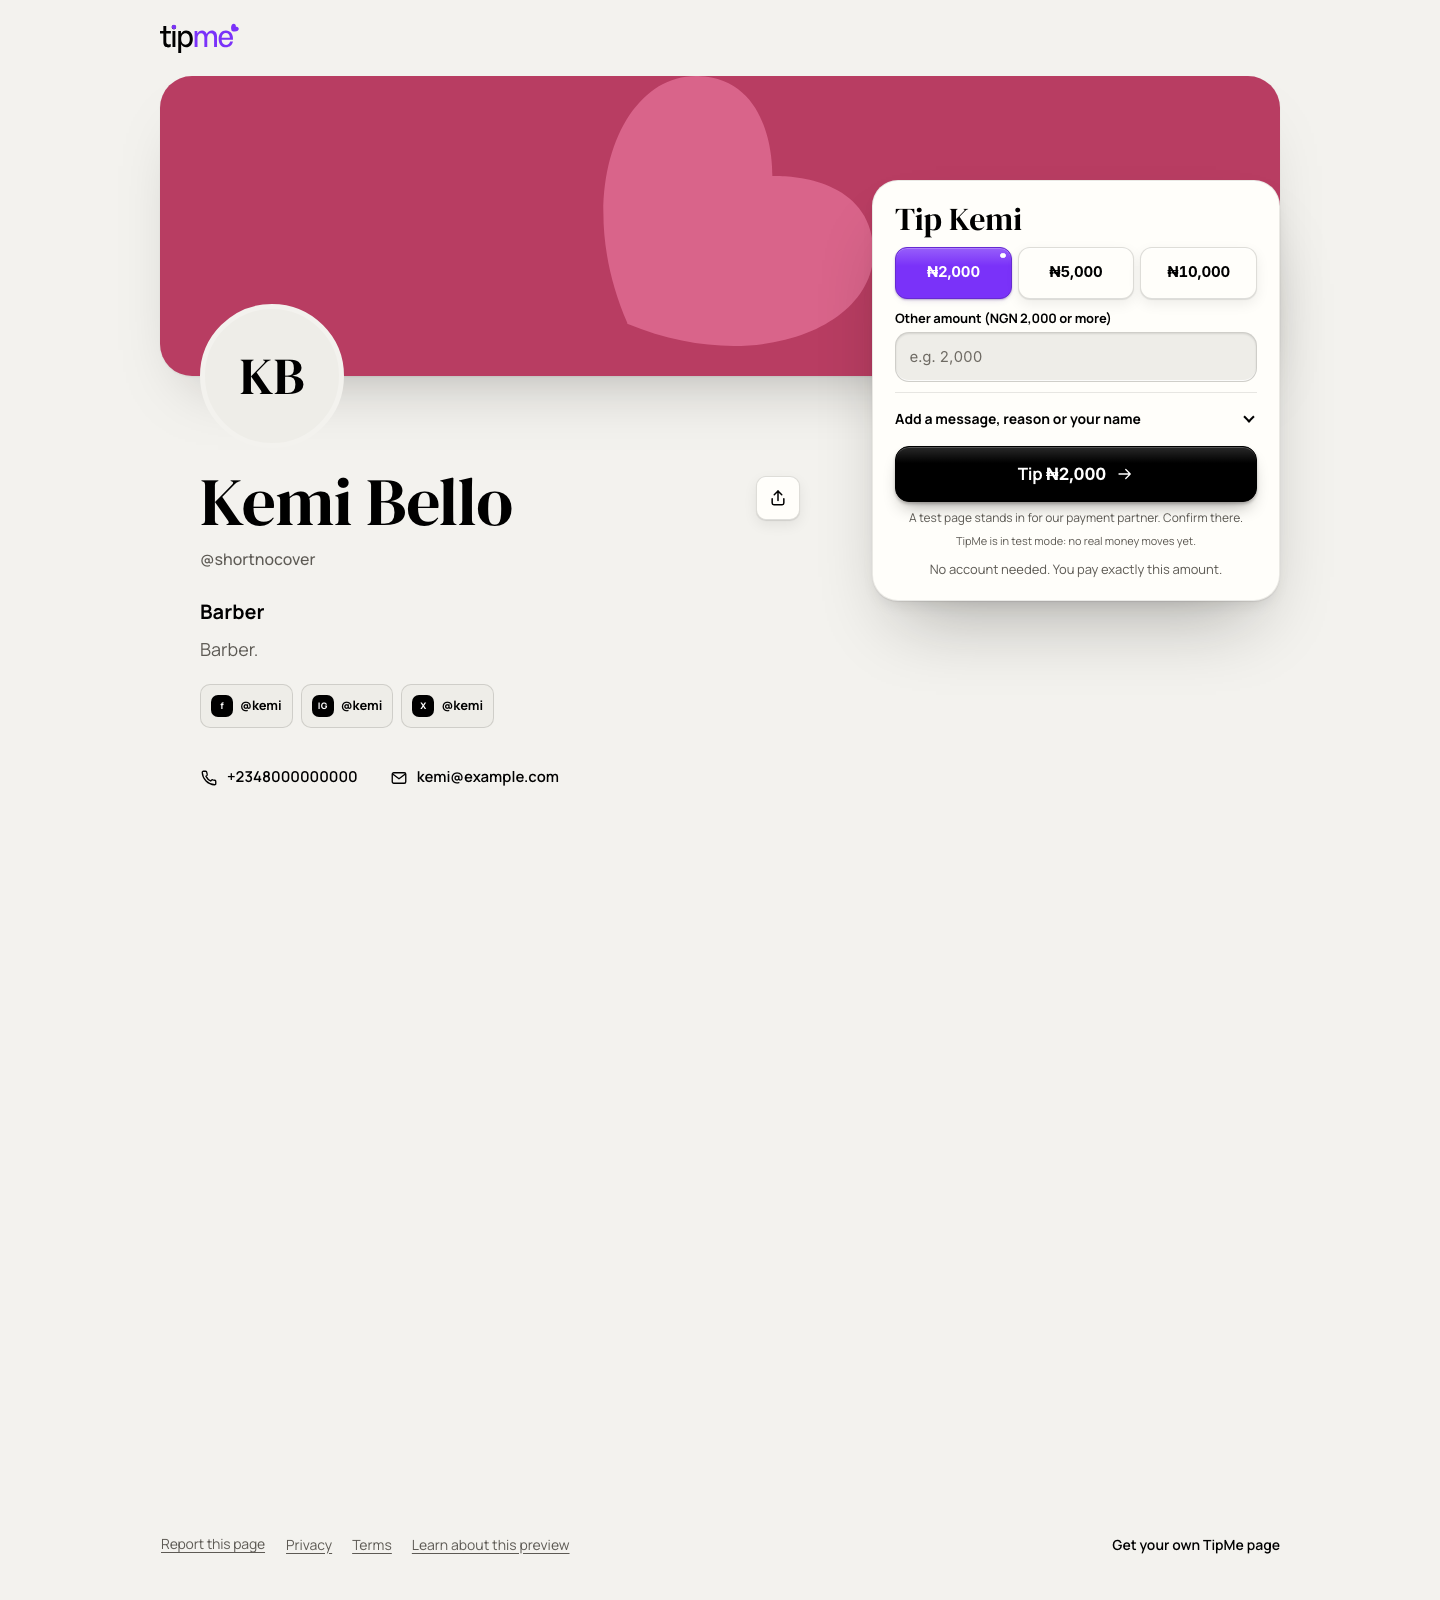 tipme
Tip Kemi
₦2,000
₦5,000
₦10,000
Other amount (NGN 2,000 or more)
e.g. 2,000
Add a message, reason or your name
Tip ₦2,000 →
A test page stands in for our payment partner. Confirm there.
TipMe is in test mode: no real money moves yet.
No account needed. You pay exactly this amount.
KB
Kemi Bello
@shortnocover
Barber
Barber.
f @kemi
IG @kemi
X @kemi
+2348000000000
kemi@example.com
Report this page
Privacy
Terms
Learn about this preview
Get your own TipMe page